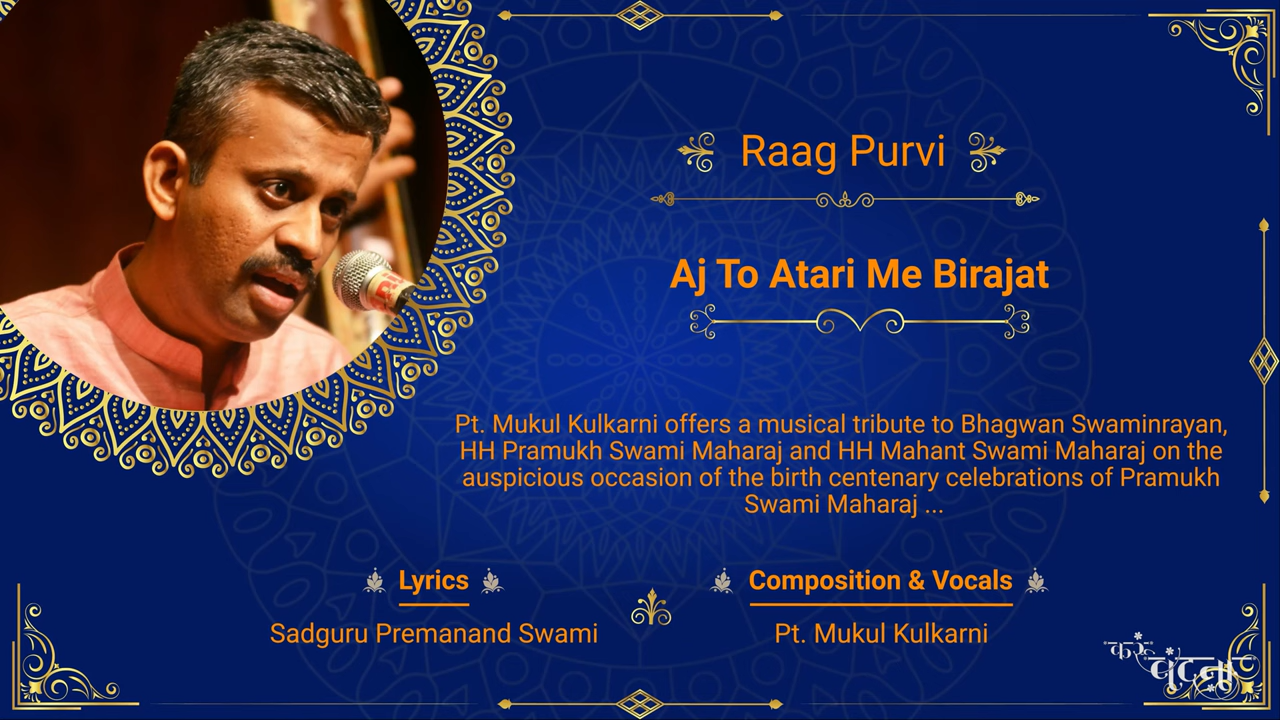 Raag Purvi
Aj To Atari Me Birajat
Pt. Mukul Kulkarni offers a musical tribute to Bhagwan Swaminrayan,
HH Pramukh Swami Maharaj and HH Mahant Swami Maharaj on the
auspicious occasion of the birth centenary celebrations of Pramukh
Swami Maharaj ...
Lyrics
Composition & Vocals
Sadguru Premanand Swami
Pt. Mukul Kulkarni